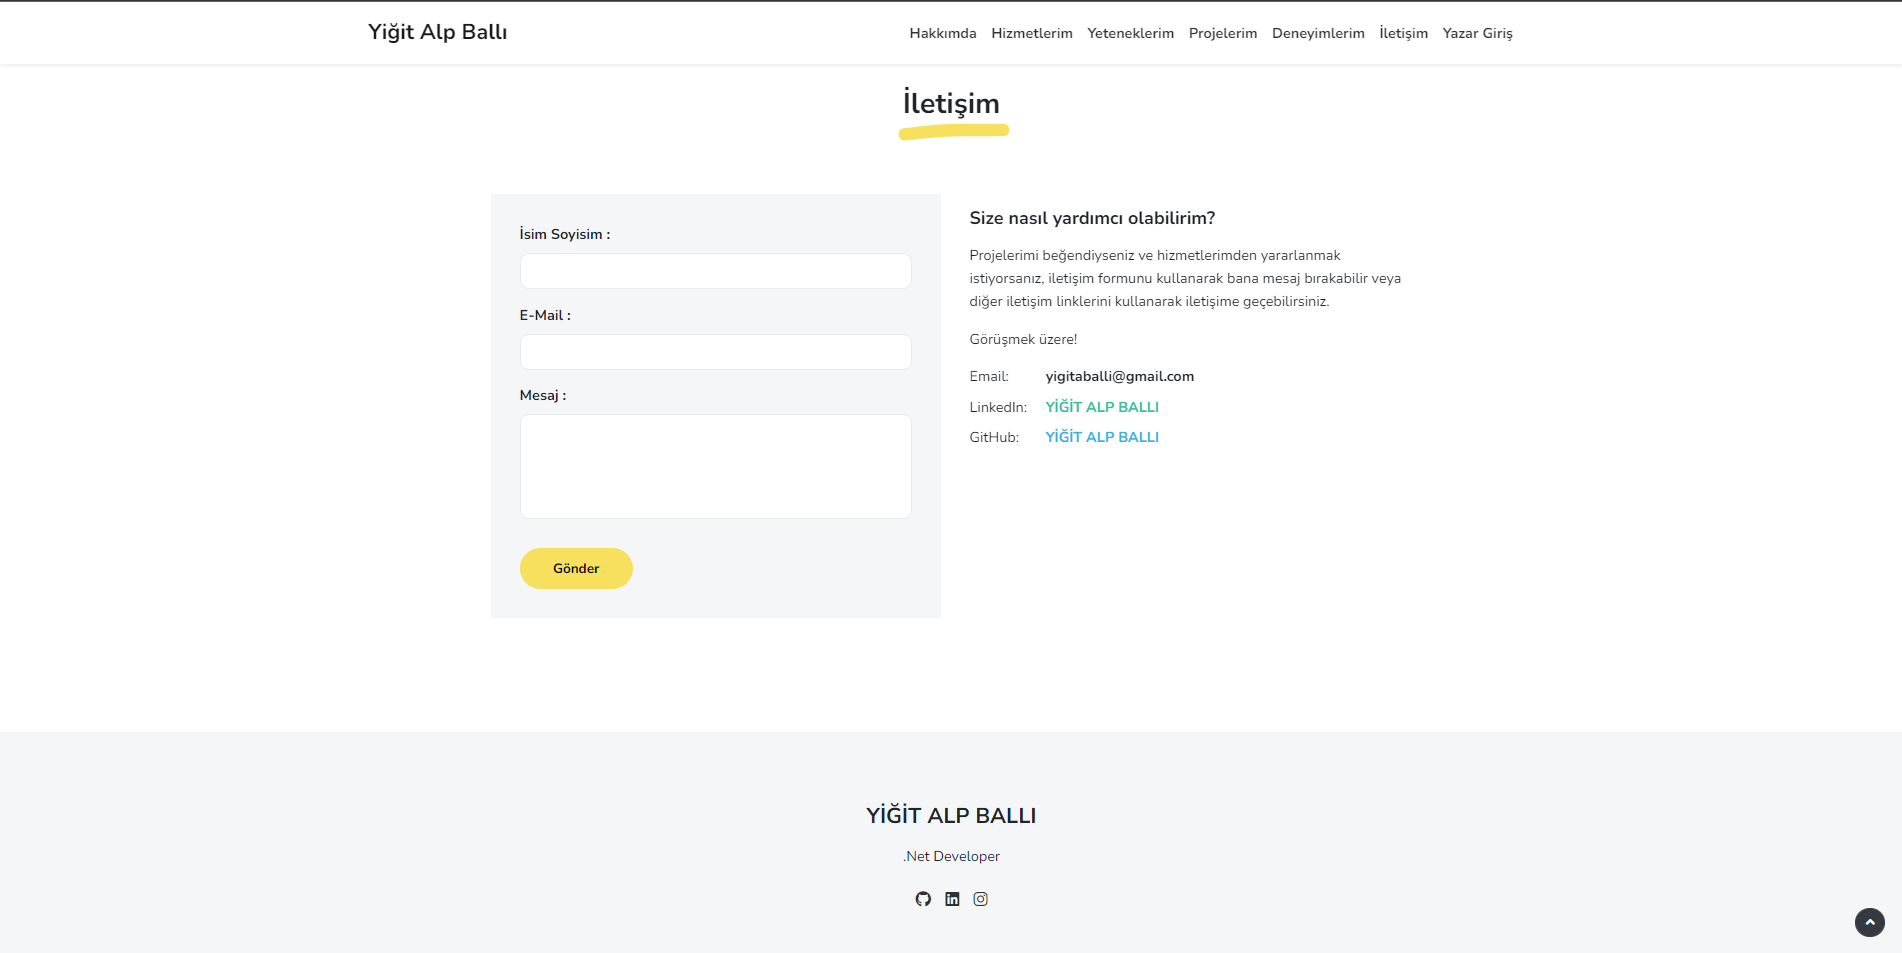 Yiğit Alp Ballı
Hakkımda Hizmetlerim Yeteneklerim Projelerim Deneyimlerim İletişim Yazar Giriş
İletişim
İsim Soyisim :
E-Mail :
Mesaj :
Gönder
Size nasıl yardımcı olabilirim?
Projelerimi beğendiyseniz ve hizmetlerimden yararlanmak
istiyorsanız, iletişim formunu kullanarak bana mesaj bırakabilir veya
diğer iletişim linklerini kullanarak iletişime geçebilirsiniz.
Görüşmek üzere!
Email: yigitaballi@gmail.com
LinkedIn: YİĞİT ALP BALLI
GitHub: YİĞİT ALP BALLI
YİĞİT ALP BALLI
.Net Developer